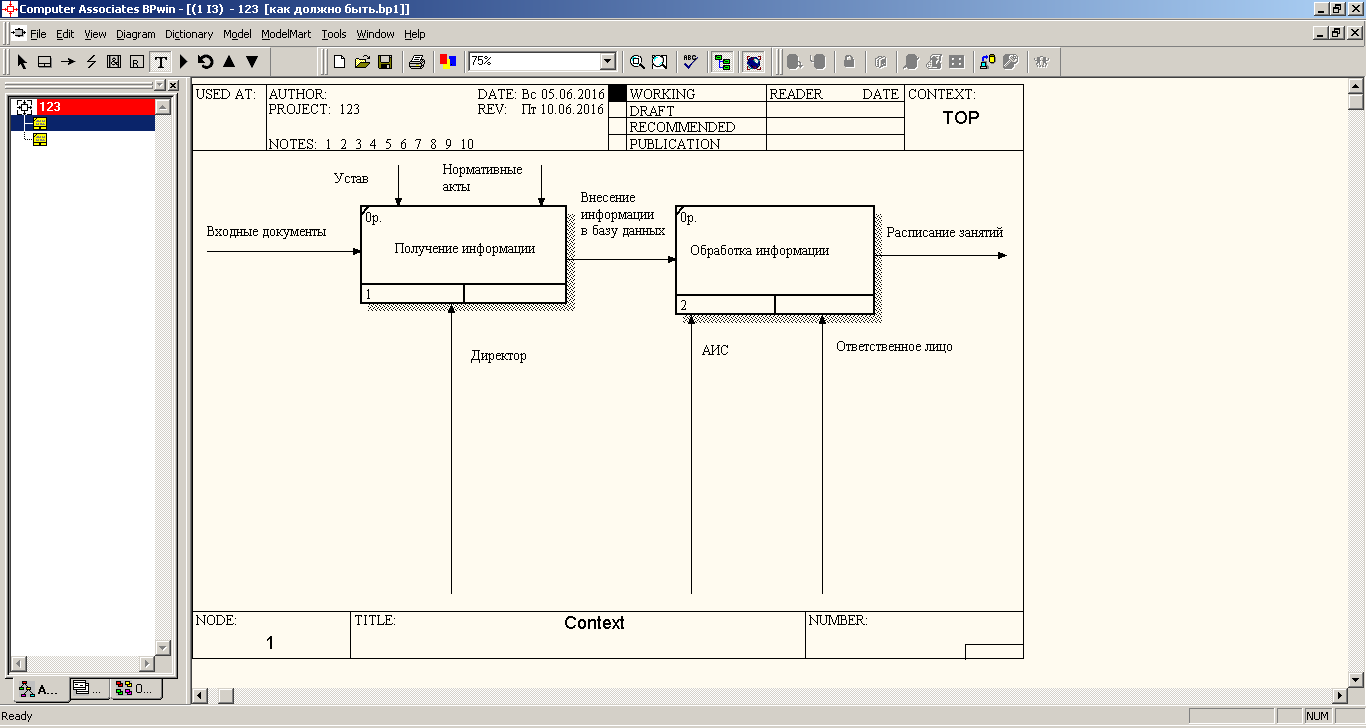 Computer Associates BPwin - [(1 I3)  - 123  [как должно быть.bp1]]
File Edit View Diagram Dictionary Model ModelMart Tools Window Help
75%
123
USED AT:
AUTHOR:
DATE: Вс 05.06.2016
PROJECT:  123
REV: Пт 10.06.2016
NOTES:  1  2  3  4  5  6  7  8  9  10
WORKING
DRAFT
RECOMMENDED
PUBLICATION
READER
DATE
CONTEXT:
TOP
Устав
Нормативные
акты
Внесение
информации
в базу данных
Входные документы
0р.
Получение информации
1
0р.
Обработка информации
2
Расписание занятий
Директор
АИС
Ответственное лицо
NODE:
1
TITLE:
Context
NUMBER:
A...
...
O...
Ready
NUM